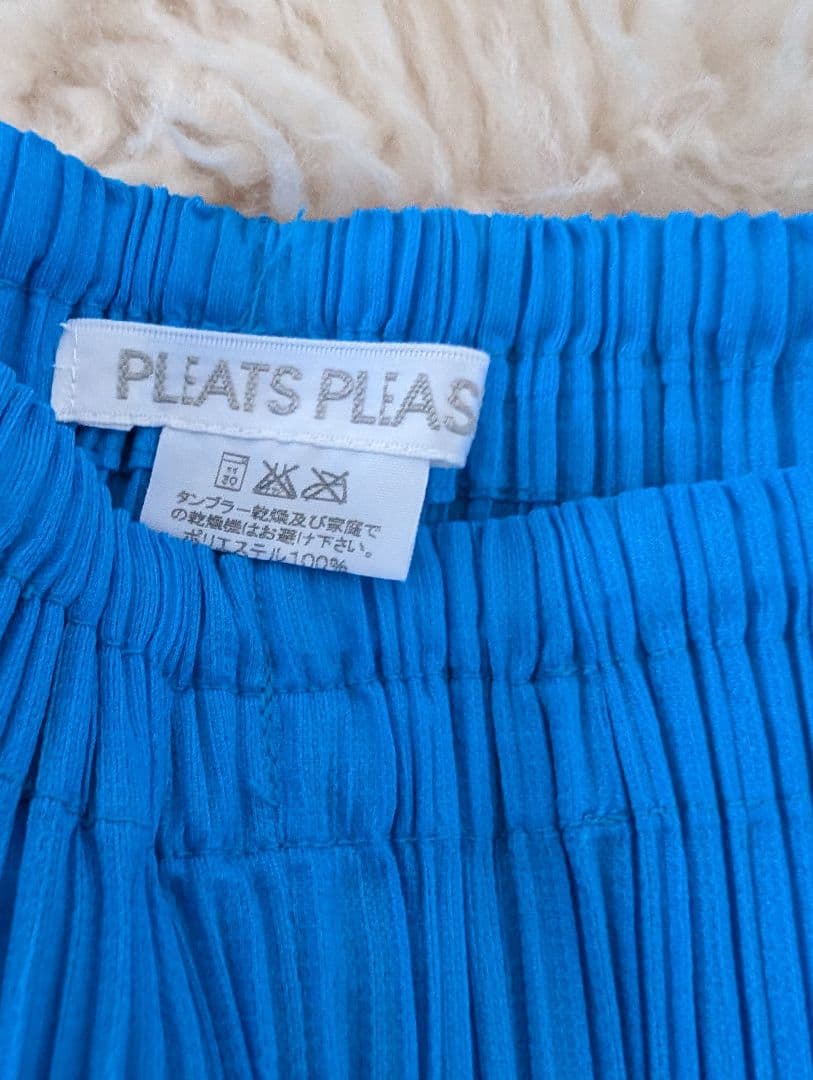 PLEATS PLEAS
30
タンブラー乾燥及び家庭で
の乾燥機はお避け下さい。
ポリエステル100%